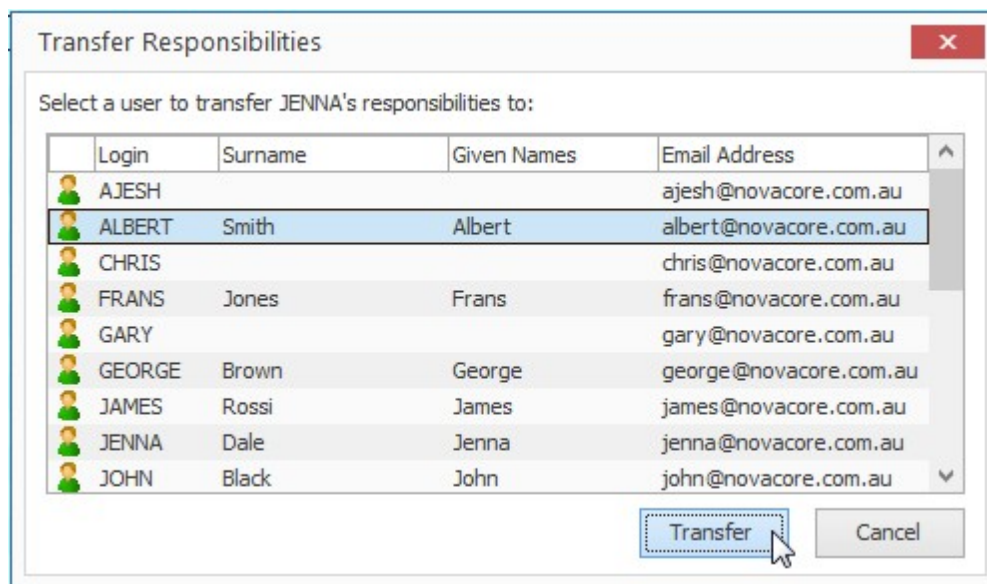 Transfer Responsibilities
Select a user to transfer JENNA's responsibilities to:
Login Surname Given Names Email Address
AJESH ajesh@novacore.com.au
ALBERT Smith Albert albert@novacore.com.au
CHRIS chris@novacore.com.au
FRANS Jones Frans frans@novacore.com.au
GARY gary@novacore.com.au
GEORGE Brown George george@novacore.com.au
JAMES Rossi James james@novacore.com.au
JENNA Dale Jenna jenna@novacore.com.au
JOHN Black John john@novacore.com.au
Transfer Cancel